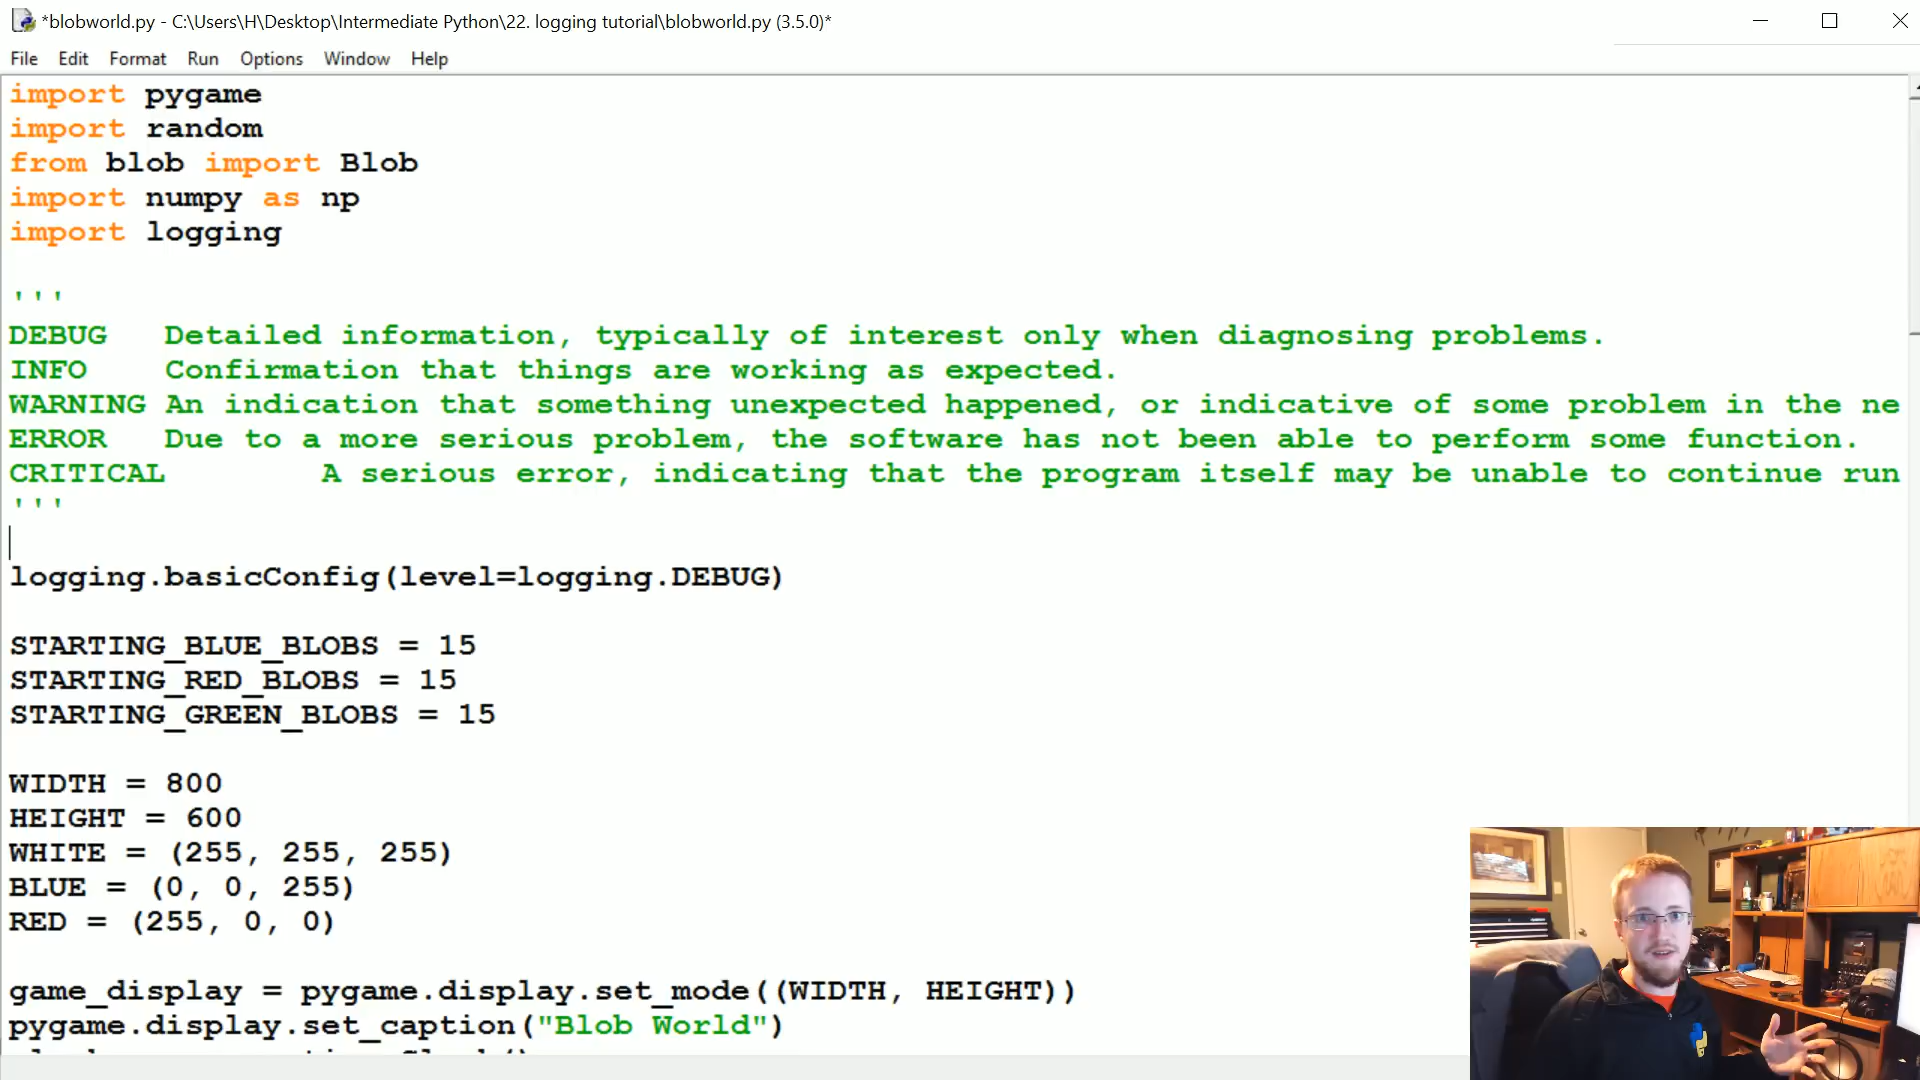 *blobworld.py - C:\Users\H\Desktop\Intermediate Python\22. logging tutorial\blobworld.py (3.5.0)*
File Edit Format Run Options Window Help
import pygame
import random
from blob import Blob
import numpy as np
import logging
'''
DEBUG Detailed information, typically of interest only when diagnosing problems.
INFO Confirmation that things are working as expected.
WARNING An indication that something unexpected happened, or indicative of some problem in the ne
ERROR Due to a more serious problem, the software has not been able to perform some function.
CRITICAL A serious error, indicating that the program itself may be unable to continue run
'''
logging.basicConfig(level=logging.DEBUG)
STARTING_BLUE_BLOBS = 15
STARTING_RED_BLOBS = 15
STARTING_GREEN_BLOBS = 15
WIDTH = 800
HEIGHT = 600
WHITE = (255, 255, 255)
BLUE = (0, 0, 255)
RED = (255, 0, 0)
game_display = pygame.display.set_mode((WIDTH, HEIGHT))
pygame.display.set_caption("Blob World")